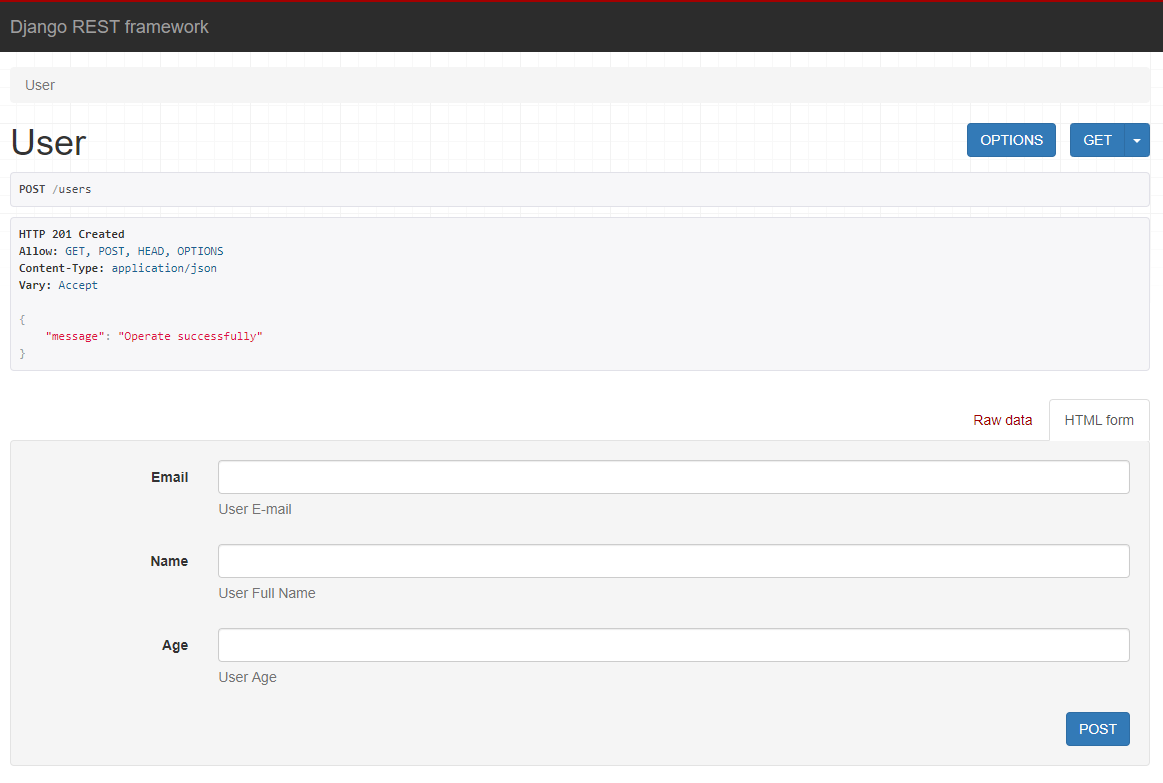 Django REST framework
User
User
OPTIONS
GET
POST /users
HTTP 201 Created
Allow: GET, POST, HEAD, OPTIONS
Content-Type: application/json
Vary: Accept
{
    "message": "Operate successfully"
}
Raw data
HTML form
Email
User E-mail
Name
User Full Name
Age
User Age
POST